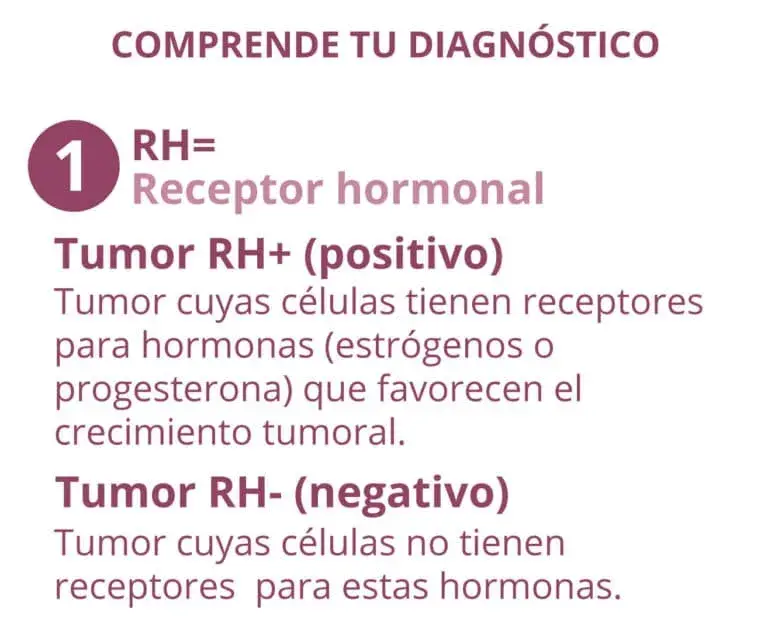 COMPRENDE TU DIAGNÓSTICO
1
RH=
Receptor hormonal
Tumor RH+ (positivo)
Tumor cuyas células tienen receptores
para hormonas (estrógenos o
progesterona) que favorecen el
crecimiento tumoral.
Tumor RH- (negativo)
Tumor cuyas células no tienen
receptores  para estas hormonas.